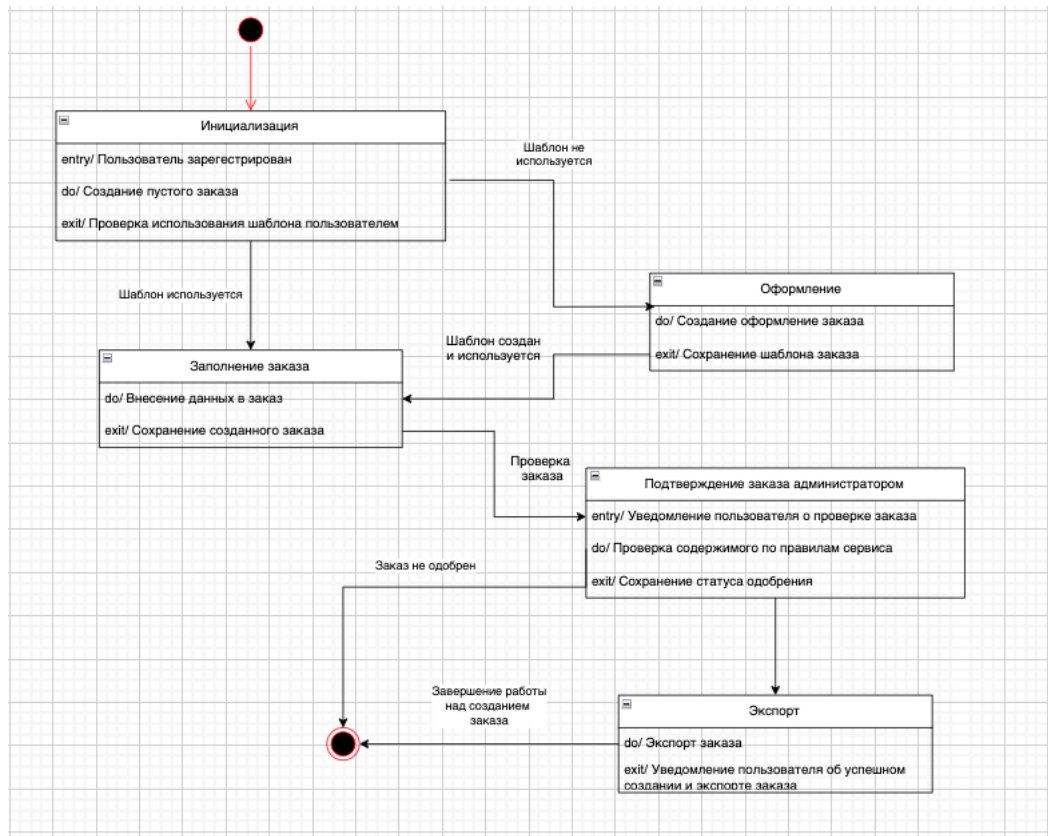 Инициализация
entry/ Пользователь зарегестрирован
do/ Создание пустого заказа
exit/ Проверка использования шаблона пользователем
Шаблон не
используется
Шаблон используется
Оформление
do/ Создание оформление заказа
exit/ Сохранение шаблона заказа
Шаблон создан
и используется
Заполнение заказа
do/ Внесение данных в заказ
exit/ Сохранение созданного заказа
Проверка
заказа
Подтверждение заказа администратором
entry/ Уведомление пользователя о проверке заказа
do/ Проверка содержимого по правилам сервиса
exit/ Сохранение статуса одобрения
Заказ не одобрен
Завершение работы
над созданием
заказа
Экспорт
do/ Экспорт заказа
exit/ Уведомление пользователя об успешном
создании и экспорте заказа